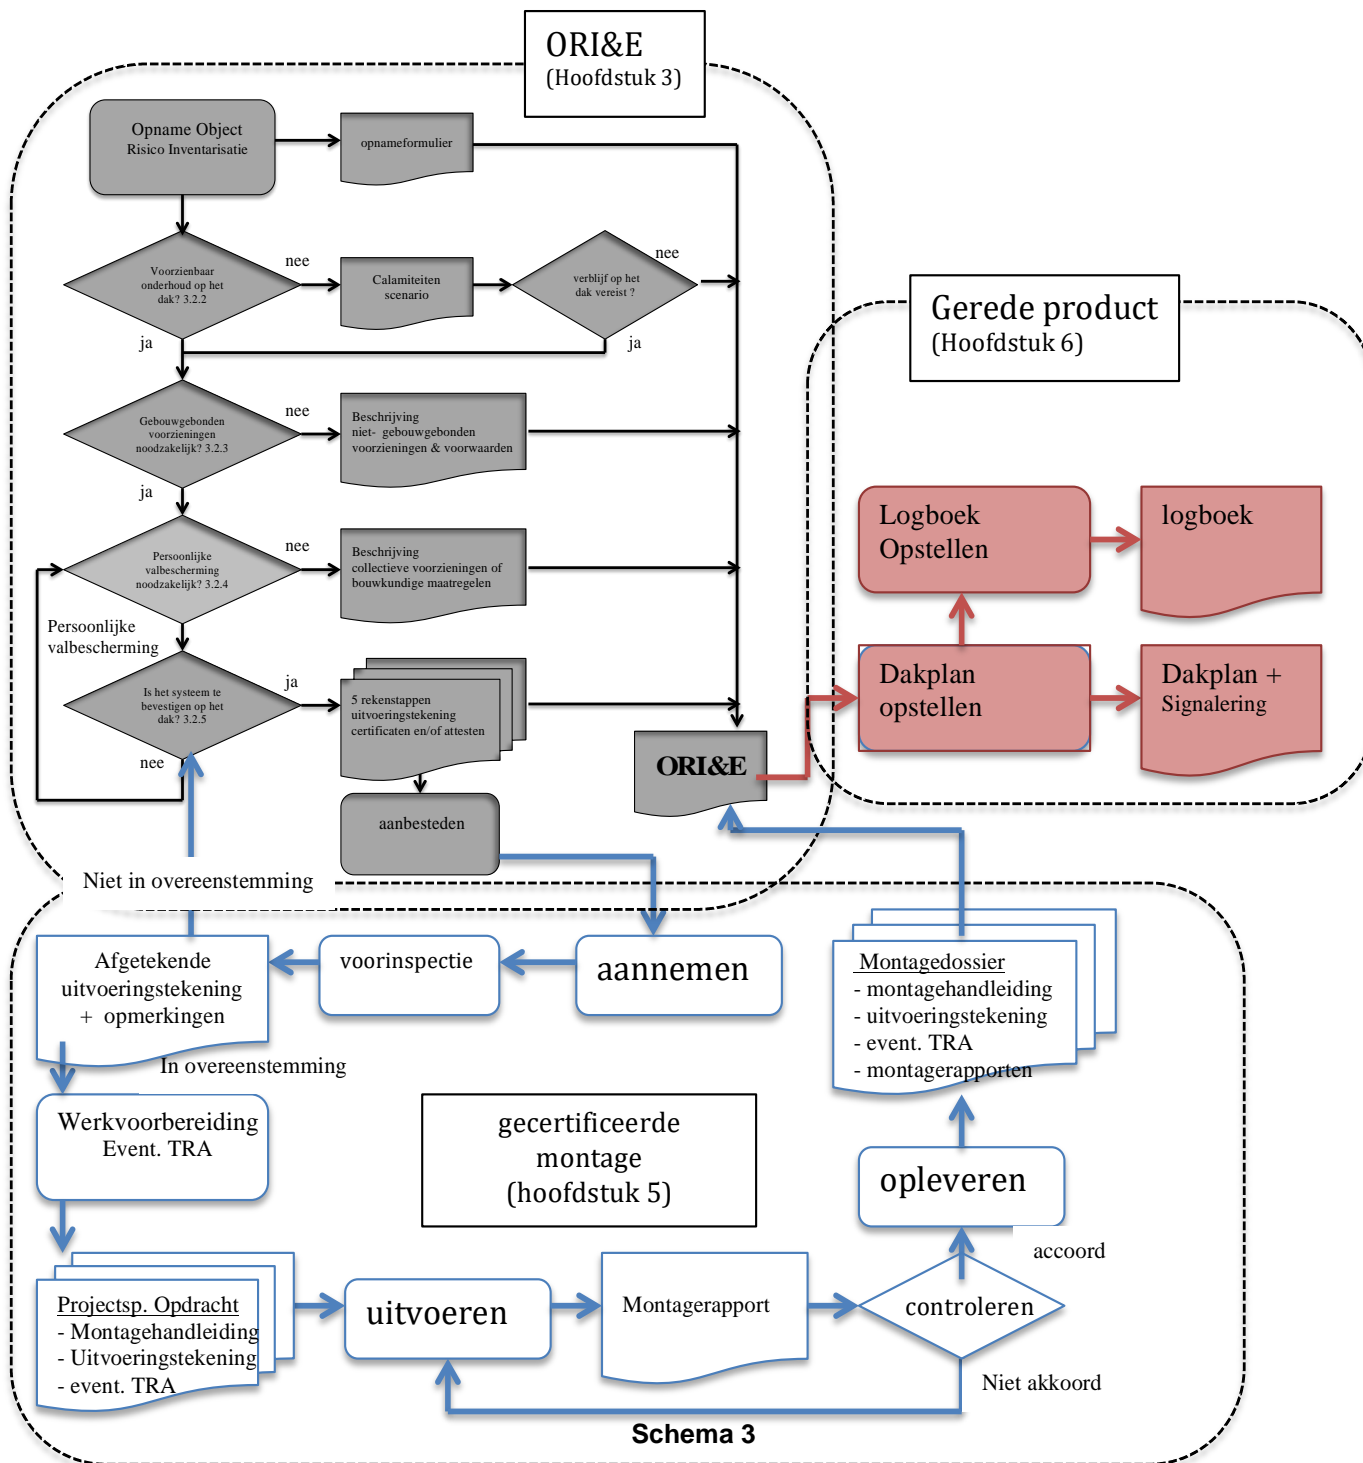 ORI&E
(Hoofdstuk 3)
Opname Object
Risico Inventarisatie
opnameformulier
Voorzienbaar
onderhoud op het
dak? 3.2.2
nee
Calamiteiten
scenario
verblijf op het
dak vereist ?
nee
ja
ja
Gebouwgebonden
voorzieningen
noodzakelijk? 3.2.3
nee
Beschrijving
niet- gebouwgebonden
voorzieningen & voorwaarden
ja
Persoonlijke
valbescherming
noodzakelijk? 3.2.4
nee
Beschrijving
collectieve voorzieningen of
bouwkundige maatregelen
Persoonlijke
valbescherming
Is het systeem te
bevestigen op het
dak? 3.2.5
ja
5 rekenstappen
uitvoeringstekening
certificaten en/of attesten
nee
aanbesteden
ORI&E
Gerede product
(Hoofdstuk 6)
Logboek
Opstellen
logboek
Dakplan
opstellen
Dakplan +
Signalering
Niet in overeenstemming
Afgetekende
uitvoeringstekening
+ opmerkingen
voorinspectie
aannemen
In overeenstemming
Werkvoorbereiding
Event. TRA
gecertificeerde
montage
(hoofdstuk 5)
Montagedossier
- montagehandleiding
- uitvoeringstekening
- event. TRA
- montagerapporten
opleveren
accoord
Projectsp. Opdracht
- Montagehandleiding
- Uitvoeringstekening
- event. TRA
uitvoeren
Montagerapport
controleren
Niet akkoord
Schema 3